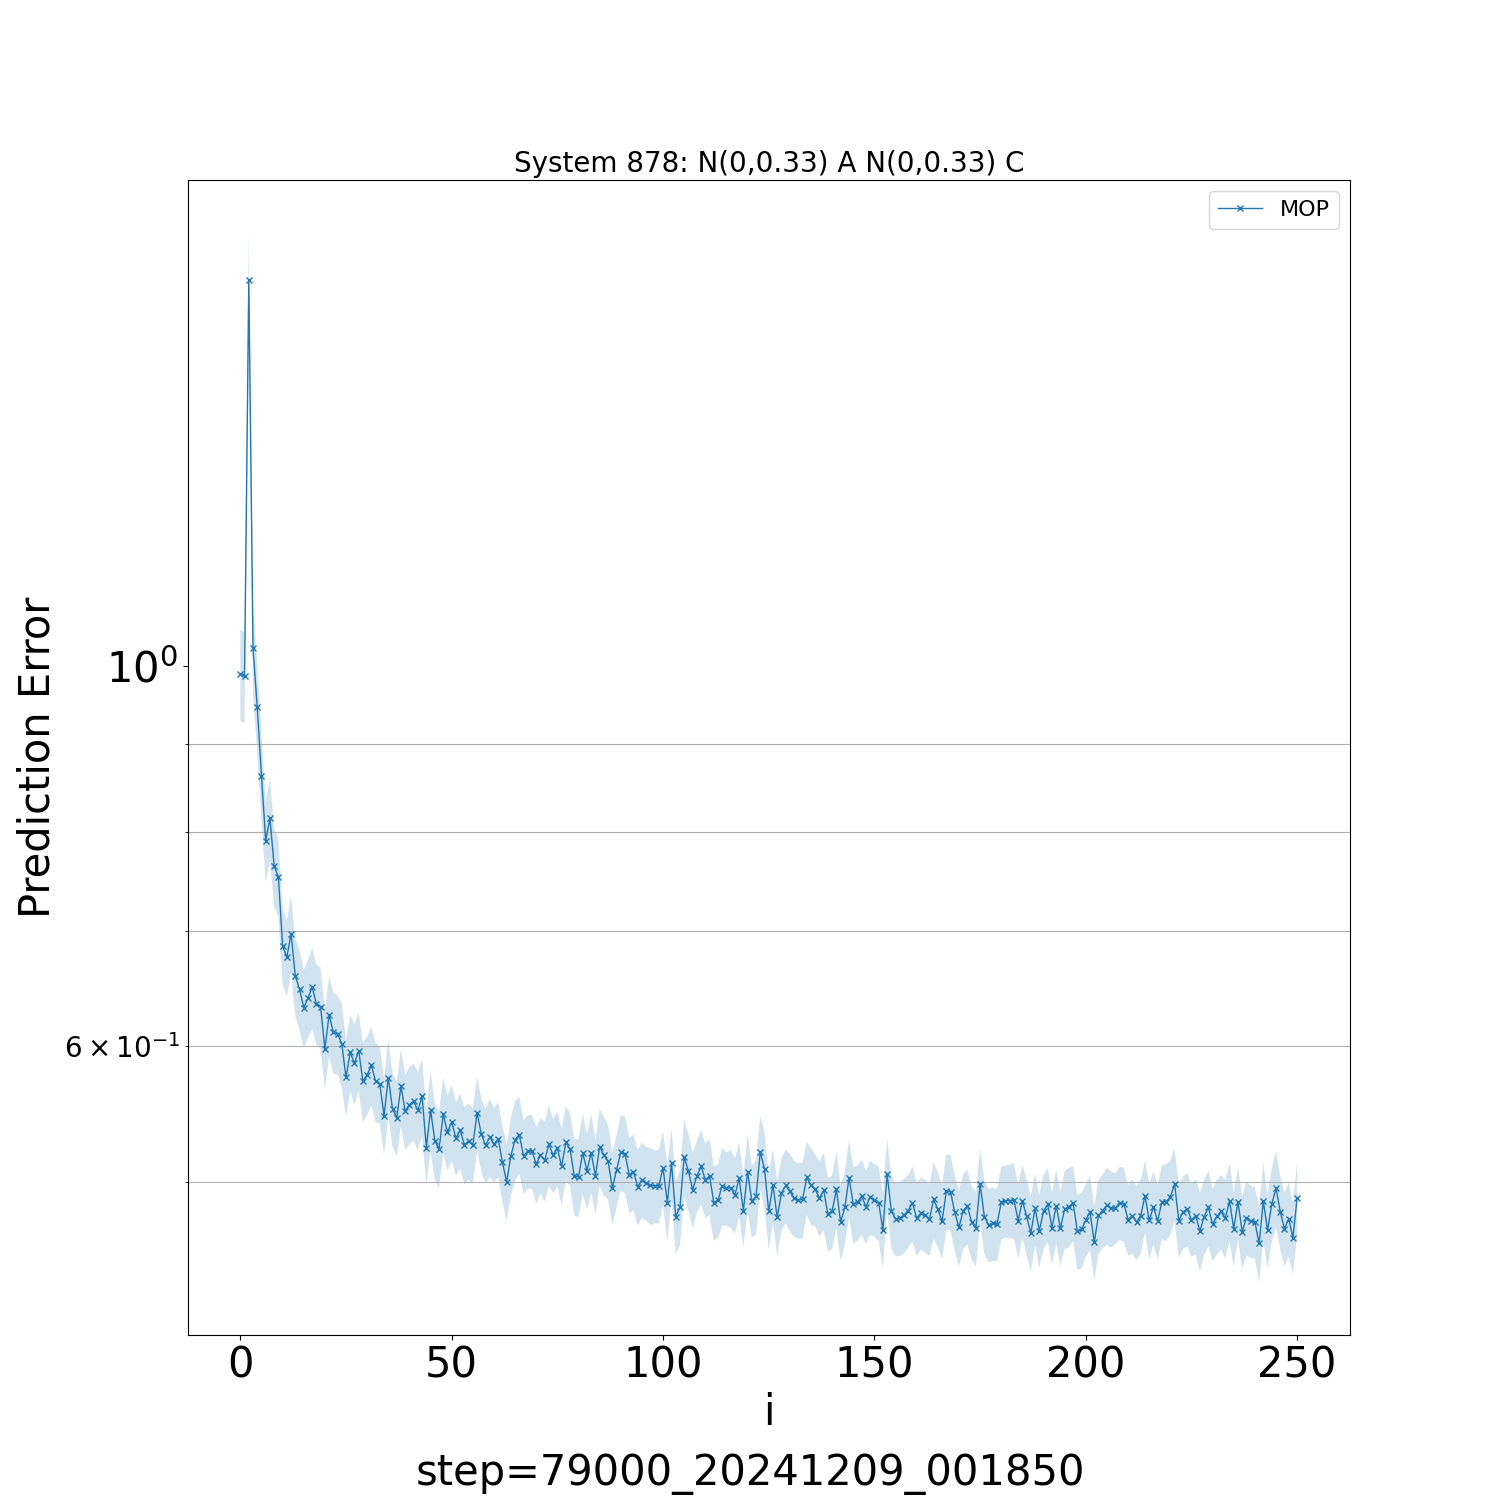 System 878: N(0,0.33) A N(0,0.33) C
MOP
Prediction Error
10⁰
6 × 10⁻¹
0 50 100 150 200 250
i
step=79000_20241209_001850